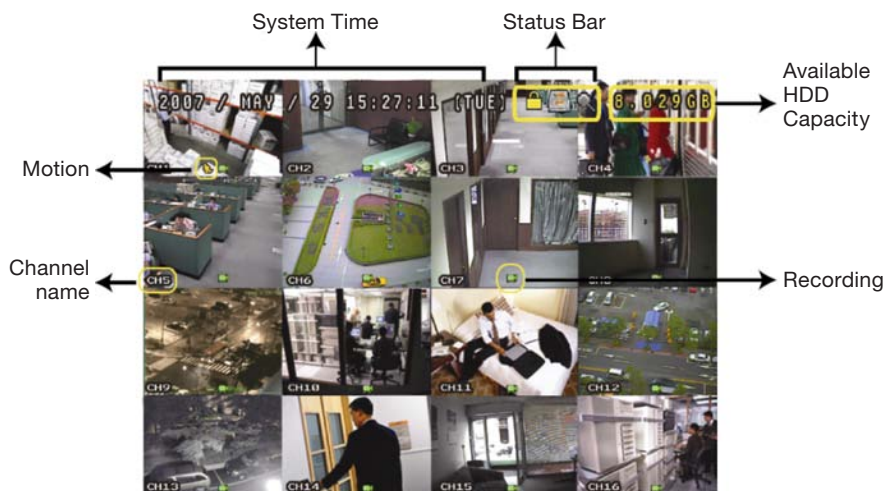 System Time
Status Bar
2007 / MAY / 29 15:27:11 (TUE)
8.029GB
Available
HDD
Capacity
CH1
CH2
CH3
CH4
Motion
CH5
CH6
CH7
CH8
Channel
name
Recording
CH9
CH10
CH11
CH12
CH13
CH14
CH15
CH16